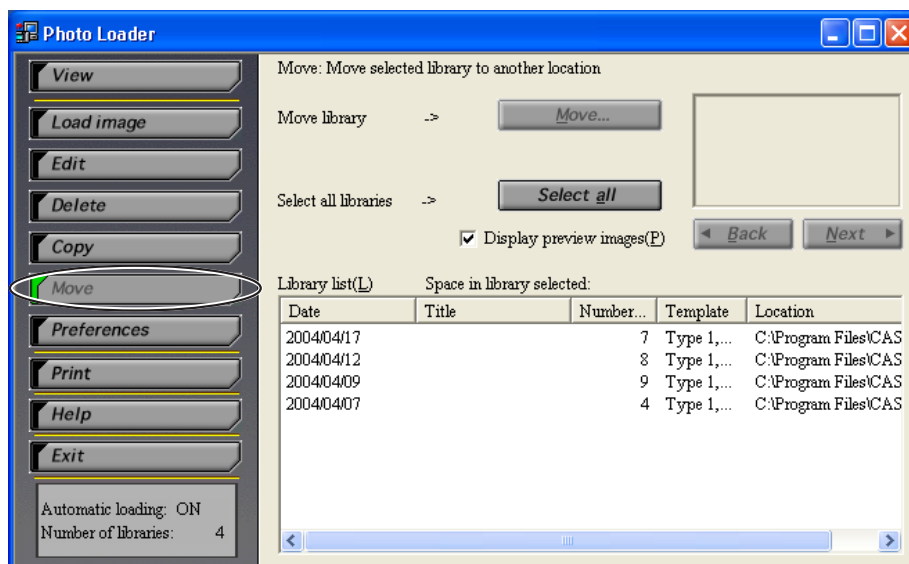 Photo Loader
View
Load image
Edit
Delete
Copy
Move
Preferences
Print
Help
Exit
Automatic loading: ON
Number of libraries: 4
Move: Move selected library to another location
Move library -> Move...
Select all libraries -> Select all
Display preview images(P)
Back Next
Library list(L) Space in library selected:
Date Title Number... Template Location
2004/04/17 7 Type 1,... C:\Program Files\CAS
2004/04/12 8 Type 1,... C:\Program Files\CAS
2004/04/09 9 Type 1,... C:\Program Files\CAS
2004/04/07 4 Type 1,... C:\Program Files\CAS